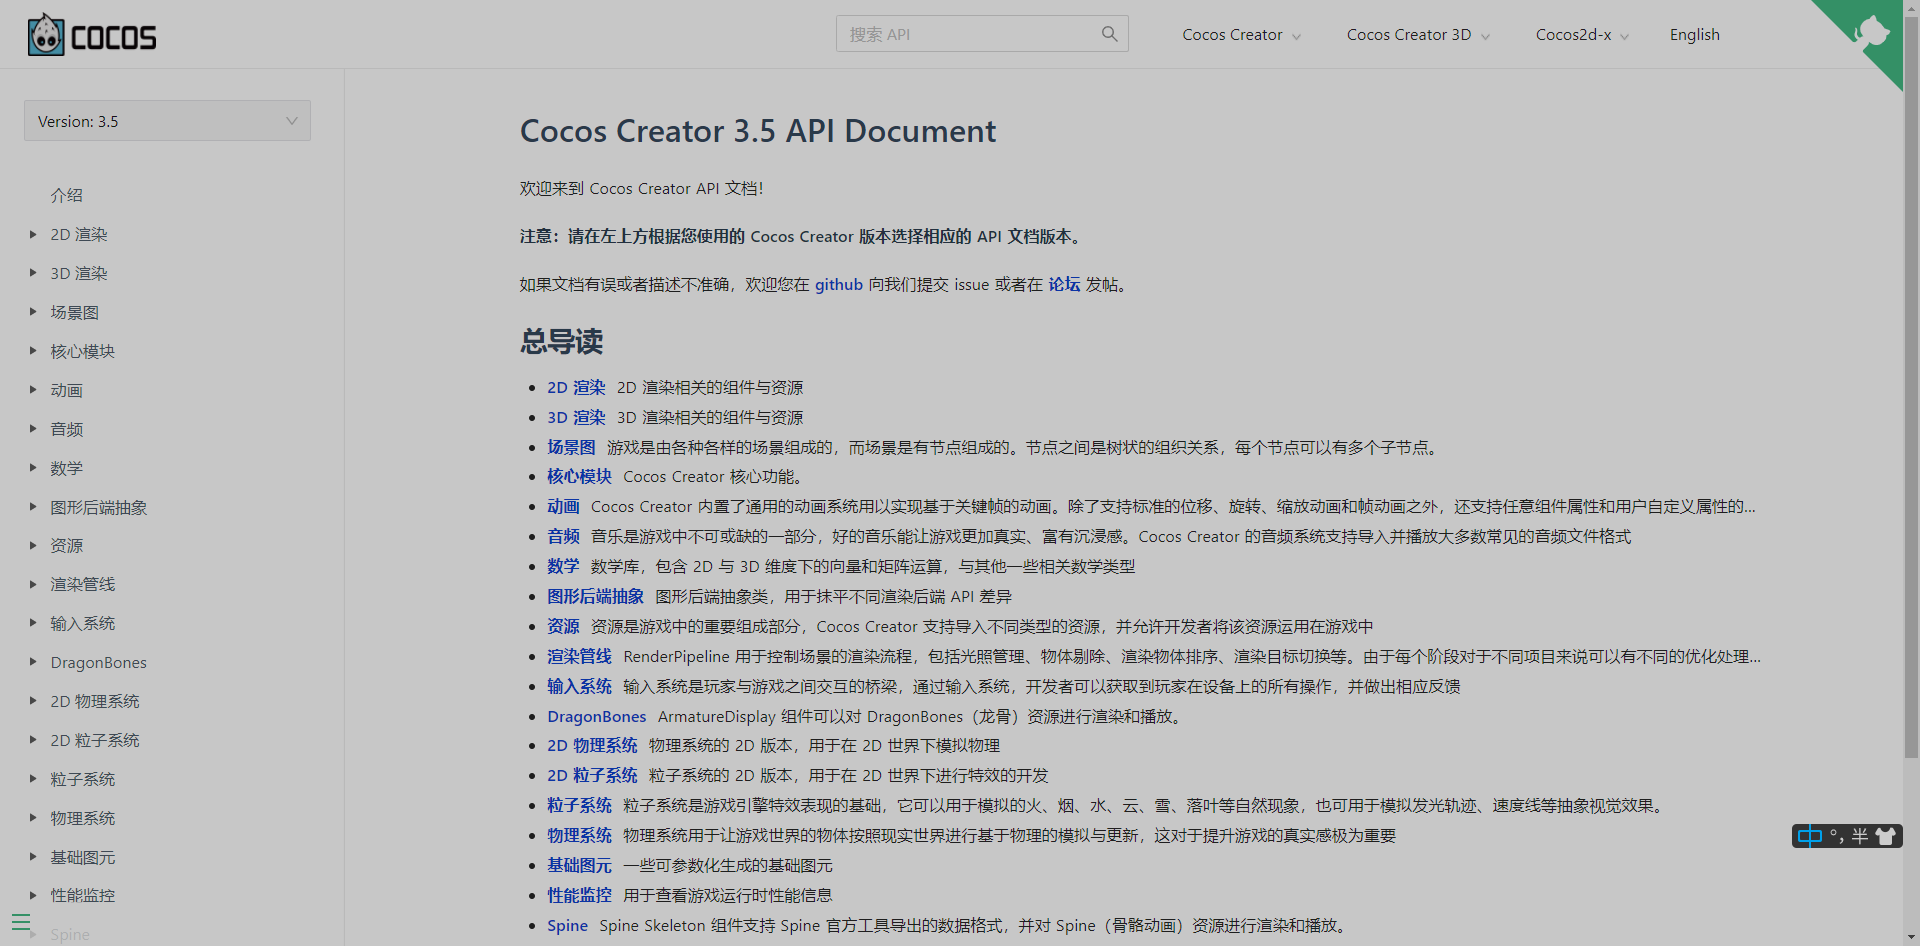 COCOS
搜索 API
Cocos Creator
Cocos Creator 3D
Cocos2d-x
English
Version: 3.5
介绍
2D 渲染
3D 渲染
场景图
核心模块
动画
音频
数学
图形后端抽象
资源
渲染管线
输入系统
DragonBones
2D 物理系统
2D 粒子系统
粒子系统
物理系统
基础图元
性能监控
Spine
Cocos Creator 3.5 API Document
欢迎来到 Cocos Creator API 文档！
注意：请在左上方根据您使用的 Cocos Creator 版本选择相应的 API 文档版本。
如果文档有误或者描述不准确，欢迎您在 github 向我们提交 issue 或者在 论坛 发帖。
总导读
2D 渲染 2D 渲染相关的组件与资源
3D 渲染 3D 渲染相关的组件与资源
场景图 游戏是由各种各样的场景组成的，而场景是有节点组成的。节点之间是树状的组织关系，每个节点可以有多个子节点。
核心模块 Cocos Creator 核心功能。
动画 Cocos Creator 内置了通用的动画系统用以实现基于关键帧的动画。除了支持标准的位移、旋转、缩放动画和帧动画之外，还支持任意组件属性和用户自定义属性的...
音频 音乐是游戏中不可或缺的一部分，好的音乐能让游戏更加真实、富有沉浸感。Cocos Creator 的音频系统支持导入并播放大多数常见的音频文件格式
数学 数学库，包含 2D 与 3D 维度下的向量和矩阵运算，与其他一些相关数学类型
图形后端抽象 图形后端抽象类，用于抹平不同渲染后端 API 差异
资源 资源是游戏中的重要组成部分，Cocos Creator 支持导入不同类型的资源，并允许开发者将该资源运用在游戏中
渲染管线 RenderPipeline 用于控制场景的渲染流程，包括光照管理、物体剔除、渲染物体排序、渲染目标切换等。由于每个阶段对于不同项目来说可以有不同的优化处理...
输入系统 输入系统是玩家与游戏之间交互的桥梁，通过输入系统，开发者可以获取到玩家在设备上的所有操作，并做出相应反馈
DragonBones ArmatureDisplay 组件可以对 DragonBones（龙骨）资源进行渲染和播放。
2D 物理系统 物理系统的 2D 版本，用于在 2D 世界下模拟物理
2D 粒子系统 粒子系统的 2D 版本，用于在 2D 世界下进行特效的开发
粒子系统 粒子系统是游戏引擎特效表现的基础，它可以用于模拟的火、烟、水、云、雪、落叶等自然现象，也可用于模拟发光轨迹、速度线等抽象视觉效果。
物理系统 物理系统用于让游戏世界的物体按照现实世界进行基于物理的模拟与更新，这对于提升游戏的真实感极为重要
基础图元 一些可参数化生成的基础图元
性能监控 用于查看游戏运行时性能信息
Spine Spine Skeleton 组件支持 Spine 官方工具导出的数据格式，并对 Spine（骨骼动画）资源进行渲染和播放。
中 °, 半